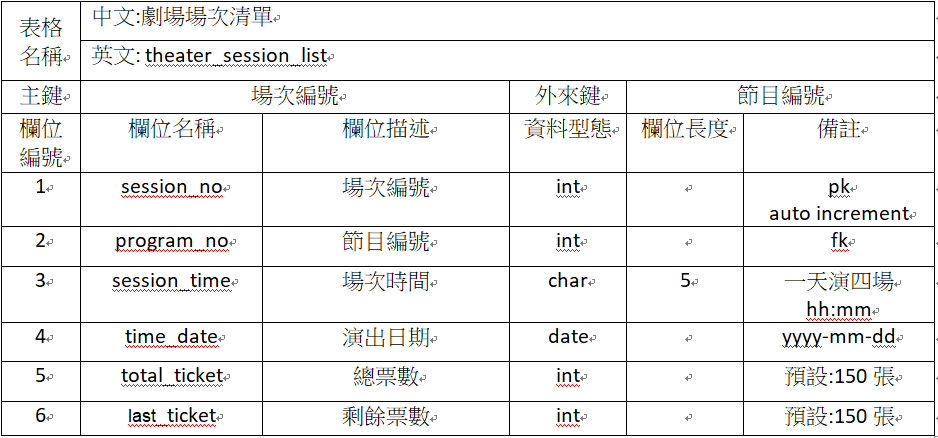 表格名稱 中文:劇場場次清單
英文: theater_session_list
主鍵 場次編號 外來鍵 節目編號
欄位編號 欄位名稱 欄位描述 資料型態 欄位長度 備註
1 session_no 場次編號 int pk
auto increment
2 program_no 節目編號 int fk
3 session_time 場次時間 char 5 一天演四場
hh:mm
4 time_date 演出日期 date yyyy-mm-dd
5 total_ticket 總票數 int 預設:150 張
6 last_ticket 剩餘票數 int 預設:150 張